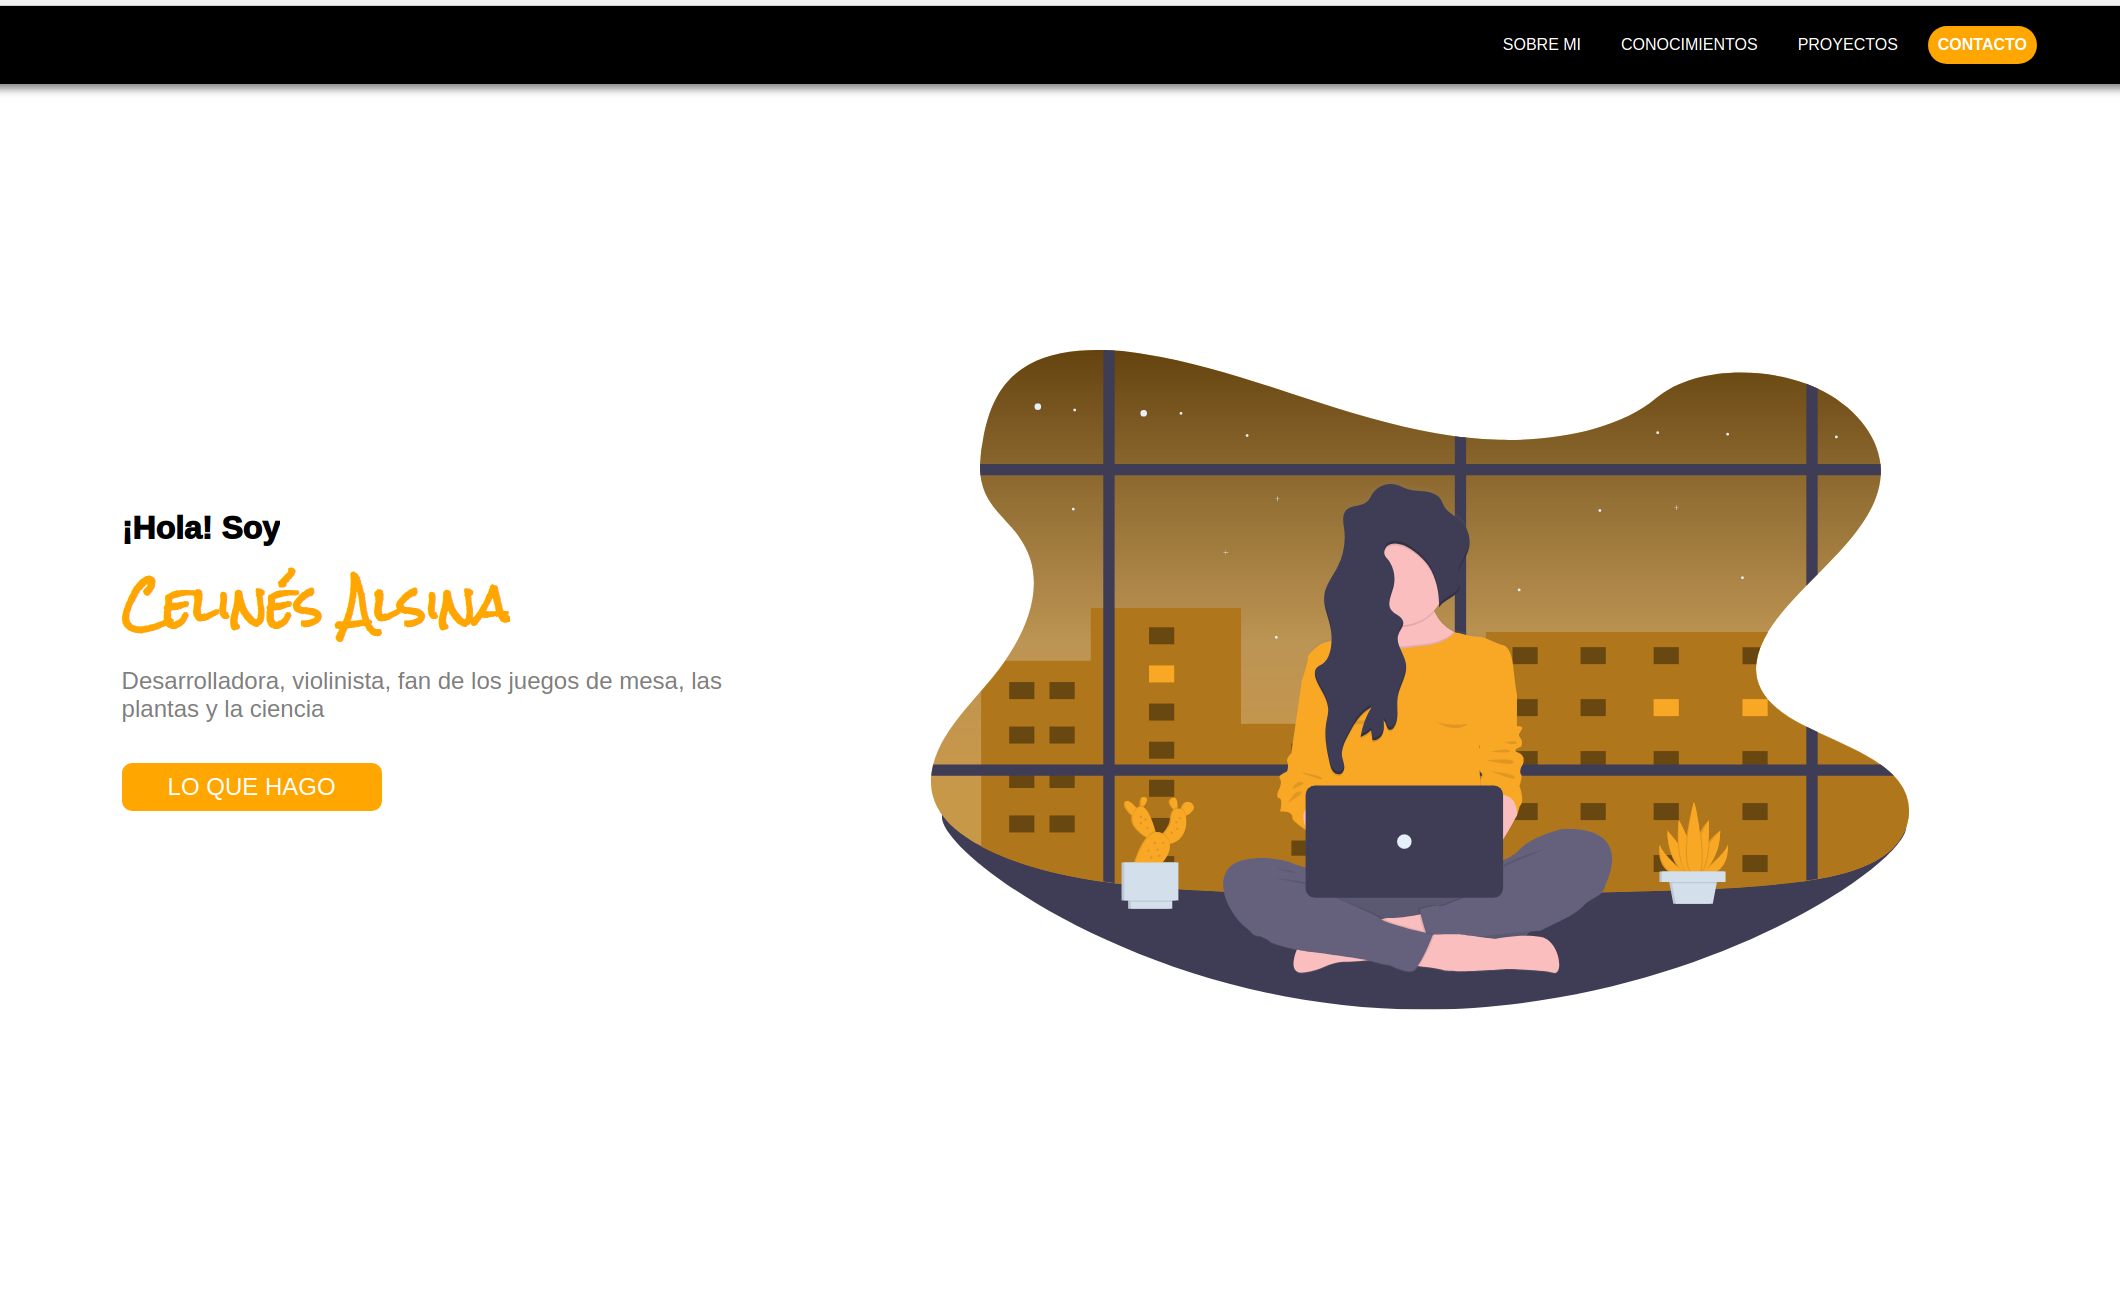 SOBRE MI CONOCIMIENTOS PROYECTOS CONTACTO
¡Hola! Soy
Celinés Alsina
Desarrolladora, violinista, fan de los juegos de mesa, las
plantas y la ciencia
LO QUE HAGO